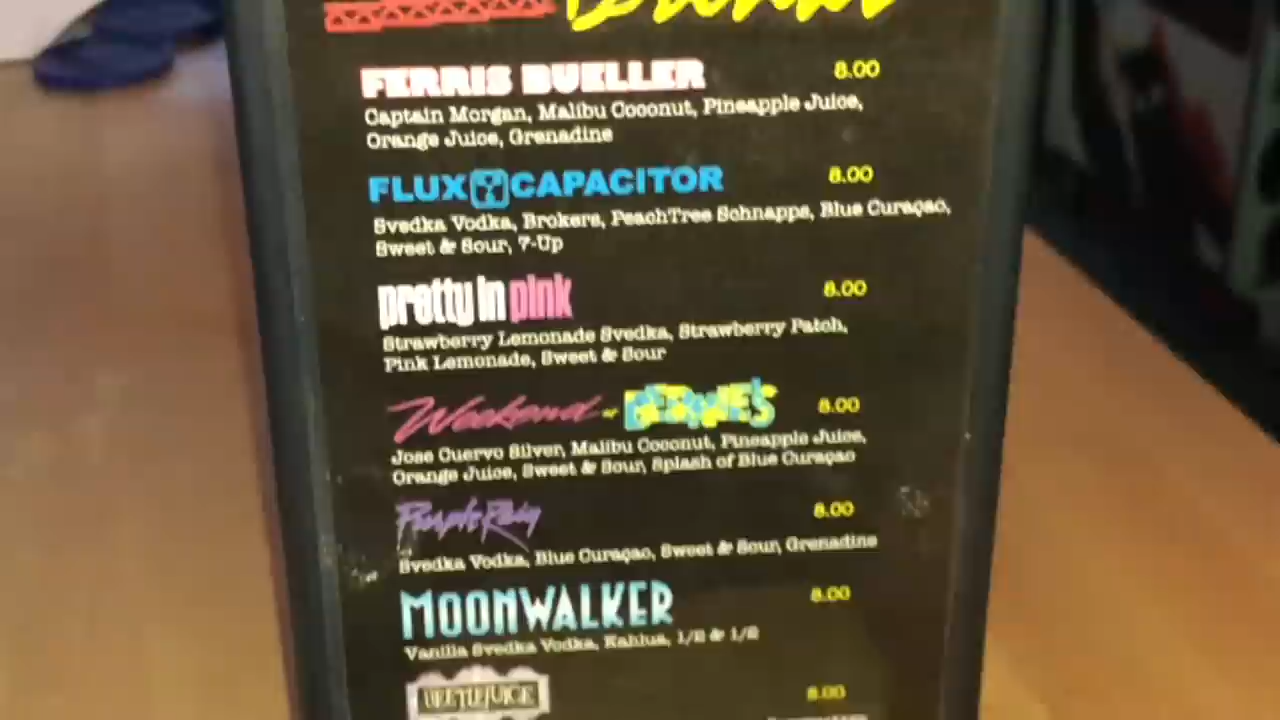 FERRIS BUELLER 8.00
Captain Morgan, Malibu Coconut, Pineapple Juice,
Orange Juice, Grenadine
FLUX CAPACITOR 8.00
Svedka Vodka, Brokers, PeachTree Schnapps, Blue Curaçao,
Sweet & Sour, 7-Up
pretty in pink 8.00
Strawberry Lemonade Svedka, Strawberry Patch,
Pink Lemonade, Sweet & Sour
Weekend at BERNIE'S 8.00
Jose Cuervo Silver, Malibu Coconut, Pineapple Juice,
Orange Juice, Sweet & Sour, Splash of Blue Curaçao
Purple Rain 8.00
Svedka Vodka, Blue Curaçao, Sweet & Sour, Grenadine
MOONWALKER 8.00
Vanilla Svedka Vodka, Kahlua, 1/2 & 1/2
BEETLEJUICE 8.00